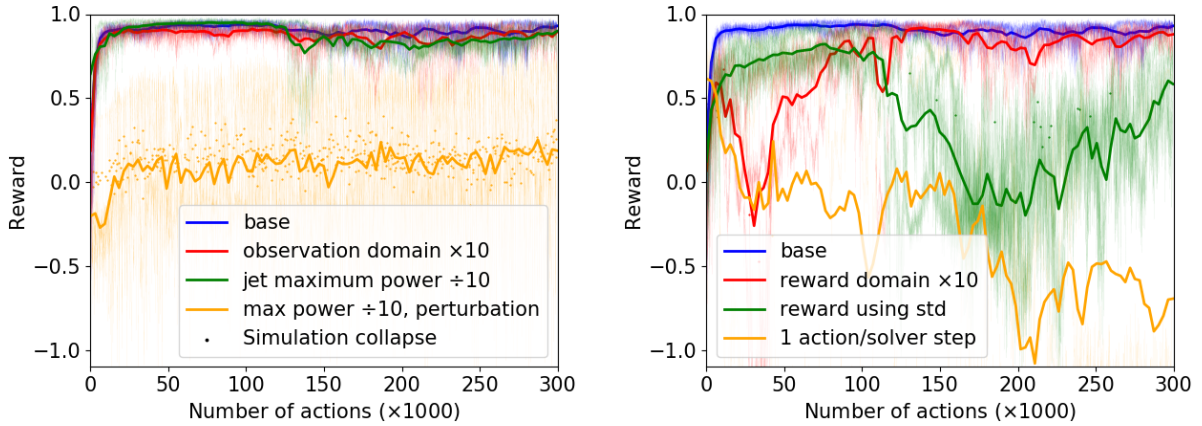 1.0
0.5
0.0
−0.5
−1.0
Reward
base
observation domain ×10
jet maximum power ÷10
max power ÷10, perturbation
Simulation collapse
0 50 100 150 200 250 300
Number of actions (×1000)
1.0
0.5
0.0
−0.5
−1.0
Reward
base
reward domain ×10
reward using std
1 action/solver step
0 50 100 150 200 250 300
Number of actions (×1000)